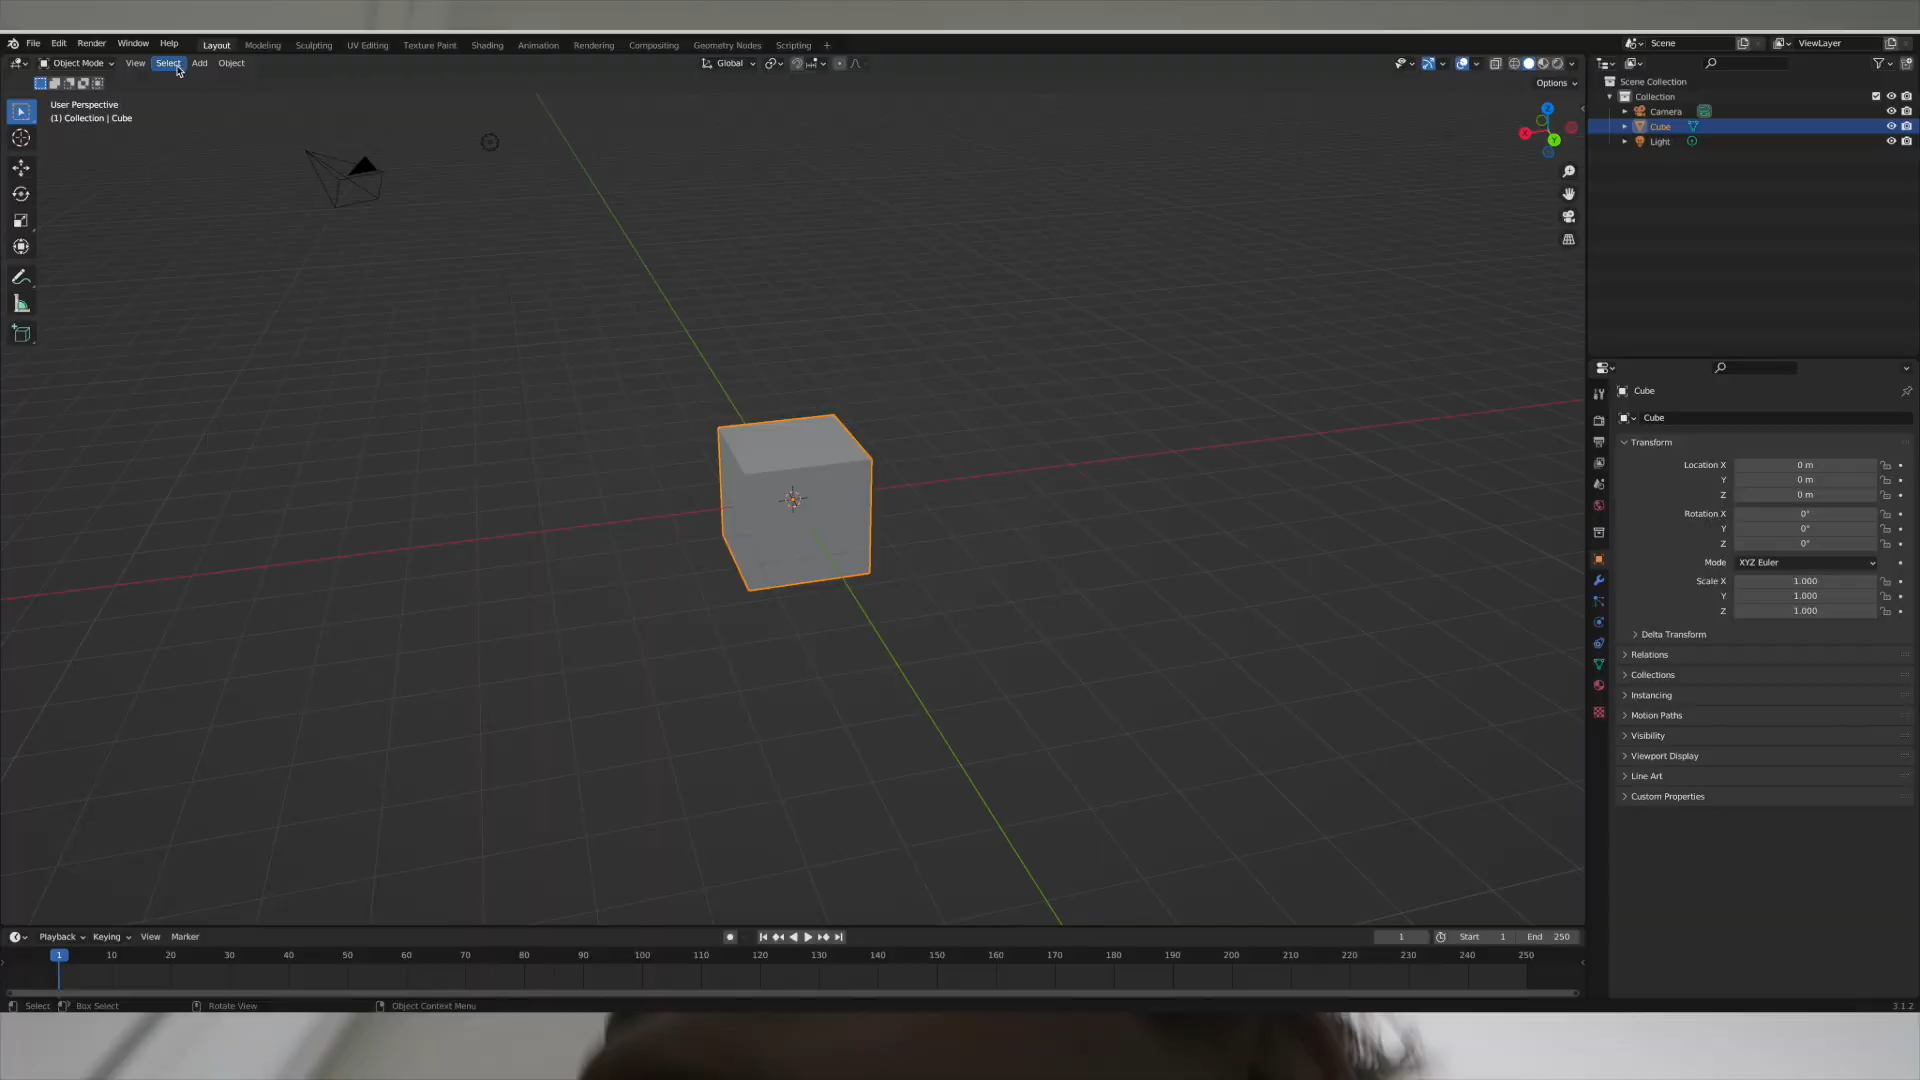 File Edit Render Window Help Layout Modeling Sculpting UV Editing Texture Paint Shading Animation Rendering Compositing Geometry Nodes Scripting + Scene ViewLayer
Object Mode View Select Add Object Global
Options
User Perspective
(1) Collection | Cube
Z
X
Y
Scene Collection
Collection
Camera
Cube
Light
Cube
Cube
Transform
Location X 0 m
Y 0 m
Z 0 m
Rotation X 0°
Y 0°
Z 0°
Mode XYZ Euler
Scale X 1.000
Y 1.000
Z 1.000
Delta Transform
Relations
Collections
Instancing
Motion Paths
Visibility
Viewport Display
Line Art
Custom Properties
Playback Keying View Marker 1 Start 1 End 250
1 10 20 30 40 50 60 70 80 90 100 110 120 130 140 150 160 170 180 190 200 210 220 230 240 250
Select Box Select Rotate View Object Context Menu 3.1.2